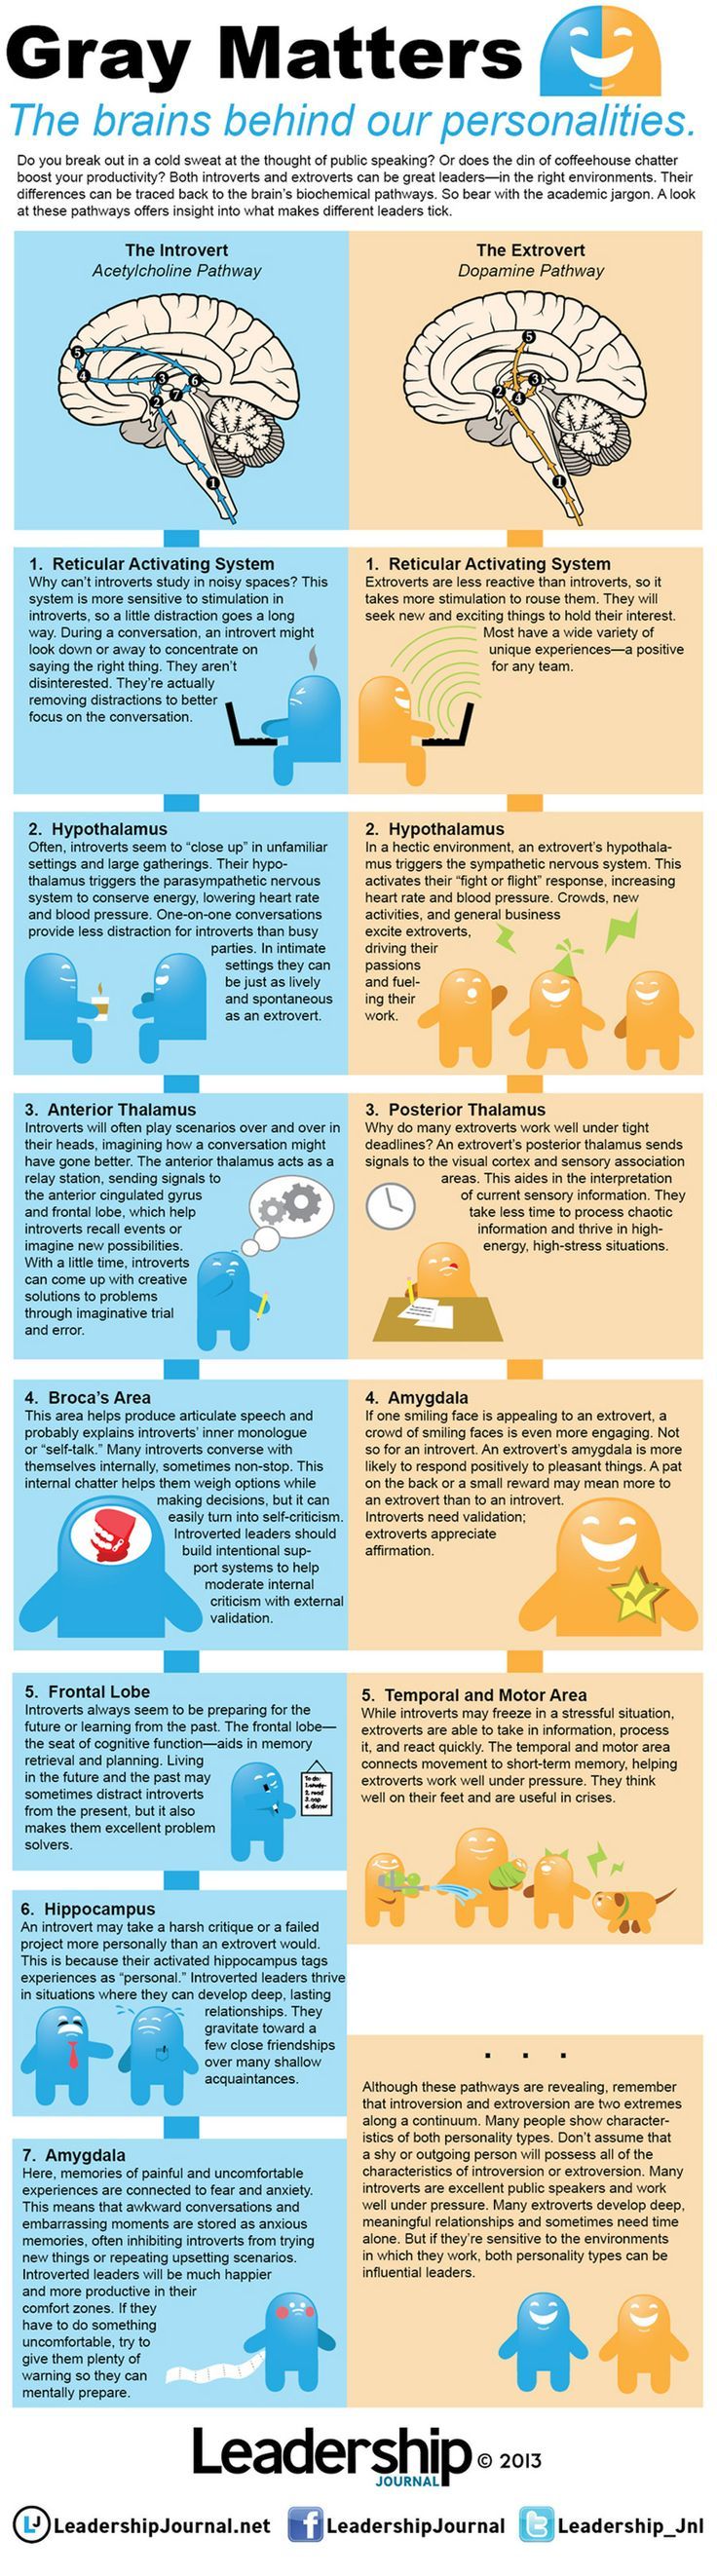 Gray Matters
The brains behind our personalities.
Do you break out in a cold sweat at the thought of public speaking? Or does the din of coffeehouse chatter
boost your productivity? Both introverts and extroverts can be great leaders—in the right environments. Their
differences can be traced back to the brain's biochemical pathways. So bear with the academic jargon. A look
at these pathways offers insight into what makes different leaders tick.
The Introvert
Acetylcholine Pathway
5
4
3
6
7
2
1
The Extrovert
Dopamine Pathway
5
3
2
4
1
1. Reticular Activating System
Why can't introverts study in noisy spaces? This
system is more sensitive to stimulation in
introverts, so a little distraction goes a long
way. During a conversation, an introvert might
look down or away to concentrate on
saying the right thing. They aren't
disinterested. They're actually
removing distractions to better
focus on the conversation.
1. Reticular Activating System
Extroverts are less reactive than introverts, so it
takes more stimulation to rouse them. They will
seek new and exciting things to hold their interest.
Most have a wide variety of
unique experiences—a positive
for any team.
2. Hypothalamus
Often, introverts seem to "close up" in unfamiliar
settings and large gatherings. Their hypo-
thalamus triggers the parasympathetic nervous
system to conserve energy, lowering heart rate
and blood pressure. One-on-one conversations
provide less distraction for introverts than busy
parties. In intimate
settings they can
be just as lively
and spontaneous
as an extrovert.
2. Hypothalamus
In a hectic environment, an extrovert's hypothala-
mus triggers the sympathetic nervous system. This
activates their "fight or flight" response, increasing
heart rate and blood pressure. Crowds, new
activities, and general business
excite extroverts,
driving their
passions
and fuel-
ing their
work.
3. Anterior Thalamus
Introverts will often play scenarios over and over in
their heads, imagining how a conversation might
have gone better. The anterior thalamus acts as a
relay station, sending signals to
the anterior cingulated gyrus
and frontal lobe, which help
introverts recall events or
imagine new possibilities.
With a little time, introverts
can come up with creative
solutions to problems
through imaginative trial
and error.
3. Posterior Thalamus
Why do many extroverts work well under tight
deadlines? An extrovert's posterior thalamus sends
signals to the visual cortex and sensory association
areas. This aides in the interpretation
of current sensory information. They
take less time to process chaotic
information and thrive in high-
energy, high-stress situations.
4. Broca's Area
This area helps produce articulate speech and
probably explains introverts' inner monologue
or "self-talk." Many introverts converse with
themselves internally, sometimes non-stop. This
internal chatter helps them weigh options while
making decisions, but it can
easily turn into self-criticism.
Introverted leaders should
build intentional sup-
port systems to help
moderate internal
criticism with external
validation.
4. Amygdala
If one smiling face is appealing to an extrovert, a
crowd of smiling faces is even more engaging. Not
so for an introvert. An extrovert's amygdala is more
likely to respond positively to pleasant things. A pat
on the back or a small reward may mean more to
an extrovert than to an introvert.
Introverts need validation;
extroverts appreciate
affirmation.
5. Frontal Lobe
Introverts always seem to be preparing for the
future or learning from the past. The frontal lobe—
the seat of cognitive function—aids in memory
retrieval and planning. Living
in the future and the past may
sometimes distract introverts
from the present, but it also
makes them excellent problem
solvers.
To do:
1. study
2. read
3. nap
4. dinner
5. Temporal and Motor Area
While introverts may freeze in a stressful situation,
extroverts are able to take in information, process
it, and react quickly. The temporal and motor area
connects movement to short-term memory, helping
extroverts work well under pressure. They think
well on their feet and are useful in crises.
6. Hippocampus
An introvert may take a harsh critique or a failed
project more personally than an extrovert would.
This is because their activated hippocampus tags
experiences as "personal." Introverted leaders thrive
in situations where they can develop deep, lasting
relationships. They
gravitate toward a
few close friendships
over many shallow
acquaintances.
7. Amygdala
Here, memories of painful and uncomfortable
experiences are connected to fear and anxiety.
This means that awkward conversations and
embarrassing moments are stored as anxious
memories, often inhibiting introverts from trying
new things or repeating upsetting scenarios.
Introverted leaders will be much happier
and more productive in their
comfort zones. If they
have to do something
uncomfortable, try to
give them plenty of
warning so they can
mentally prepare.
. . .
Although these pathways are revealing, remember
that introversion and extroversion are two extremes
along a continuum. Many people show character-
istics of both personality types. Don't assume that
a shy or outgoing person will possess all of the
characteristics of introversion or extroversion. Many
introverts are excellent public speakers and work
well under pressure. Many extroverts develop deep,
meaningful relationships and sometimes need time
alone. But if they're sensitive to the environments
in which they work, both personality types can be
influential leaders.
Leadership © 2013
JOURNAL
LJ LeadershipJournal.net f LeadershipJournal t Leadership_Jnl